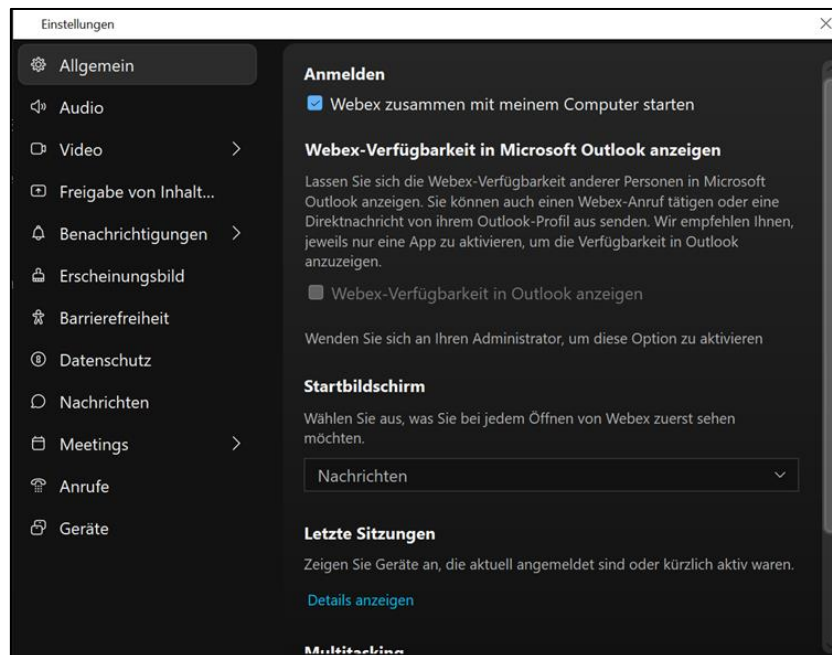 Einstellungen
Allgemein
Audio
Video
Freigabe von Inhalt...
Benachrichtigungen
Erscheinungsbild
Barrierefreiheit
Datenschutz
Nachrichten
Meetings
Anrufe
Geräte
Anmelden
Webex zusammen mit meinem Computer starten
Webex-Verfügbarkeit in Microsoft Outlook anzeigen
Lassen Sie sich die Webex-Verfügbarkeit anderer Personen in Microsoft
Outlook anzeigen. Sie können auch einen Webex-Anruf tätigen oder eine
Direktnachricht von ihrem Outlook-Profil aus senden. Wir empfehlen Ihnen,
jeweils nur eine App zu aktivieren, um die Verfügbarkeit in Outlook
anzuzeigen.
Webex-Verfügbarkeit in Outlook anzeigen
Wenden Sie sich an Ihren Administrator, um diese Option zu aktivieren
Startbildschirm
Wählen Sie aus, was Sie bei jedem Öffnen von Webex zuerst sehen
möchten.
Nachrichten
Letzte Sitzungen
Zeigen Sie Geräte an, die aktuell angemeldet sind oder kürzlich aktiv waren.
Details anzeigen
Multitasking